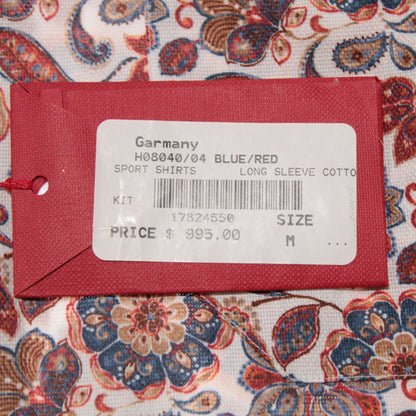 Garmany
H08040/04 BLUE/RED
SPORT SHIRTS LONG SLEEVE COTTO
KIT
17824550 SIZE
PRICE $ 995.00 M ...